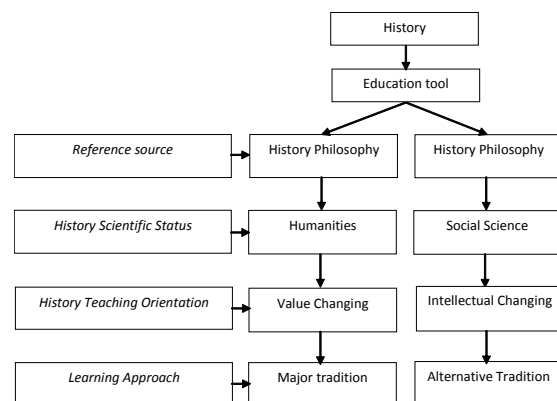 History
Education tool
Reference source
History Philosophy
History Philosophy
History Scientific Status
Humanities
Social Science
History Teaching Orientation
Value Changing
Intellectual Changing
Learning Approach
Major tradition
Alternative Tradition